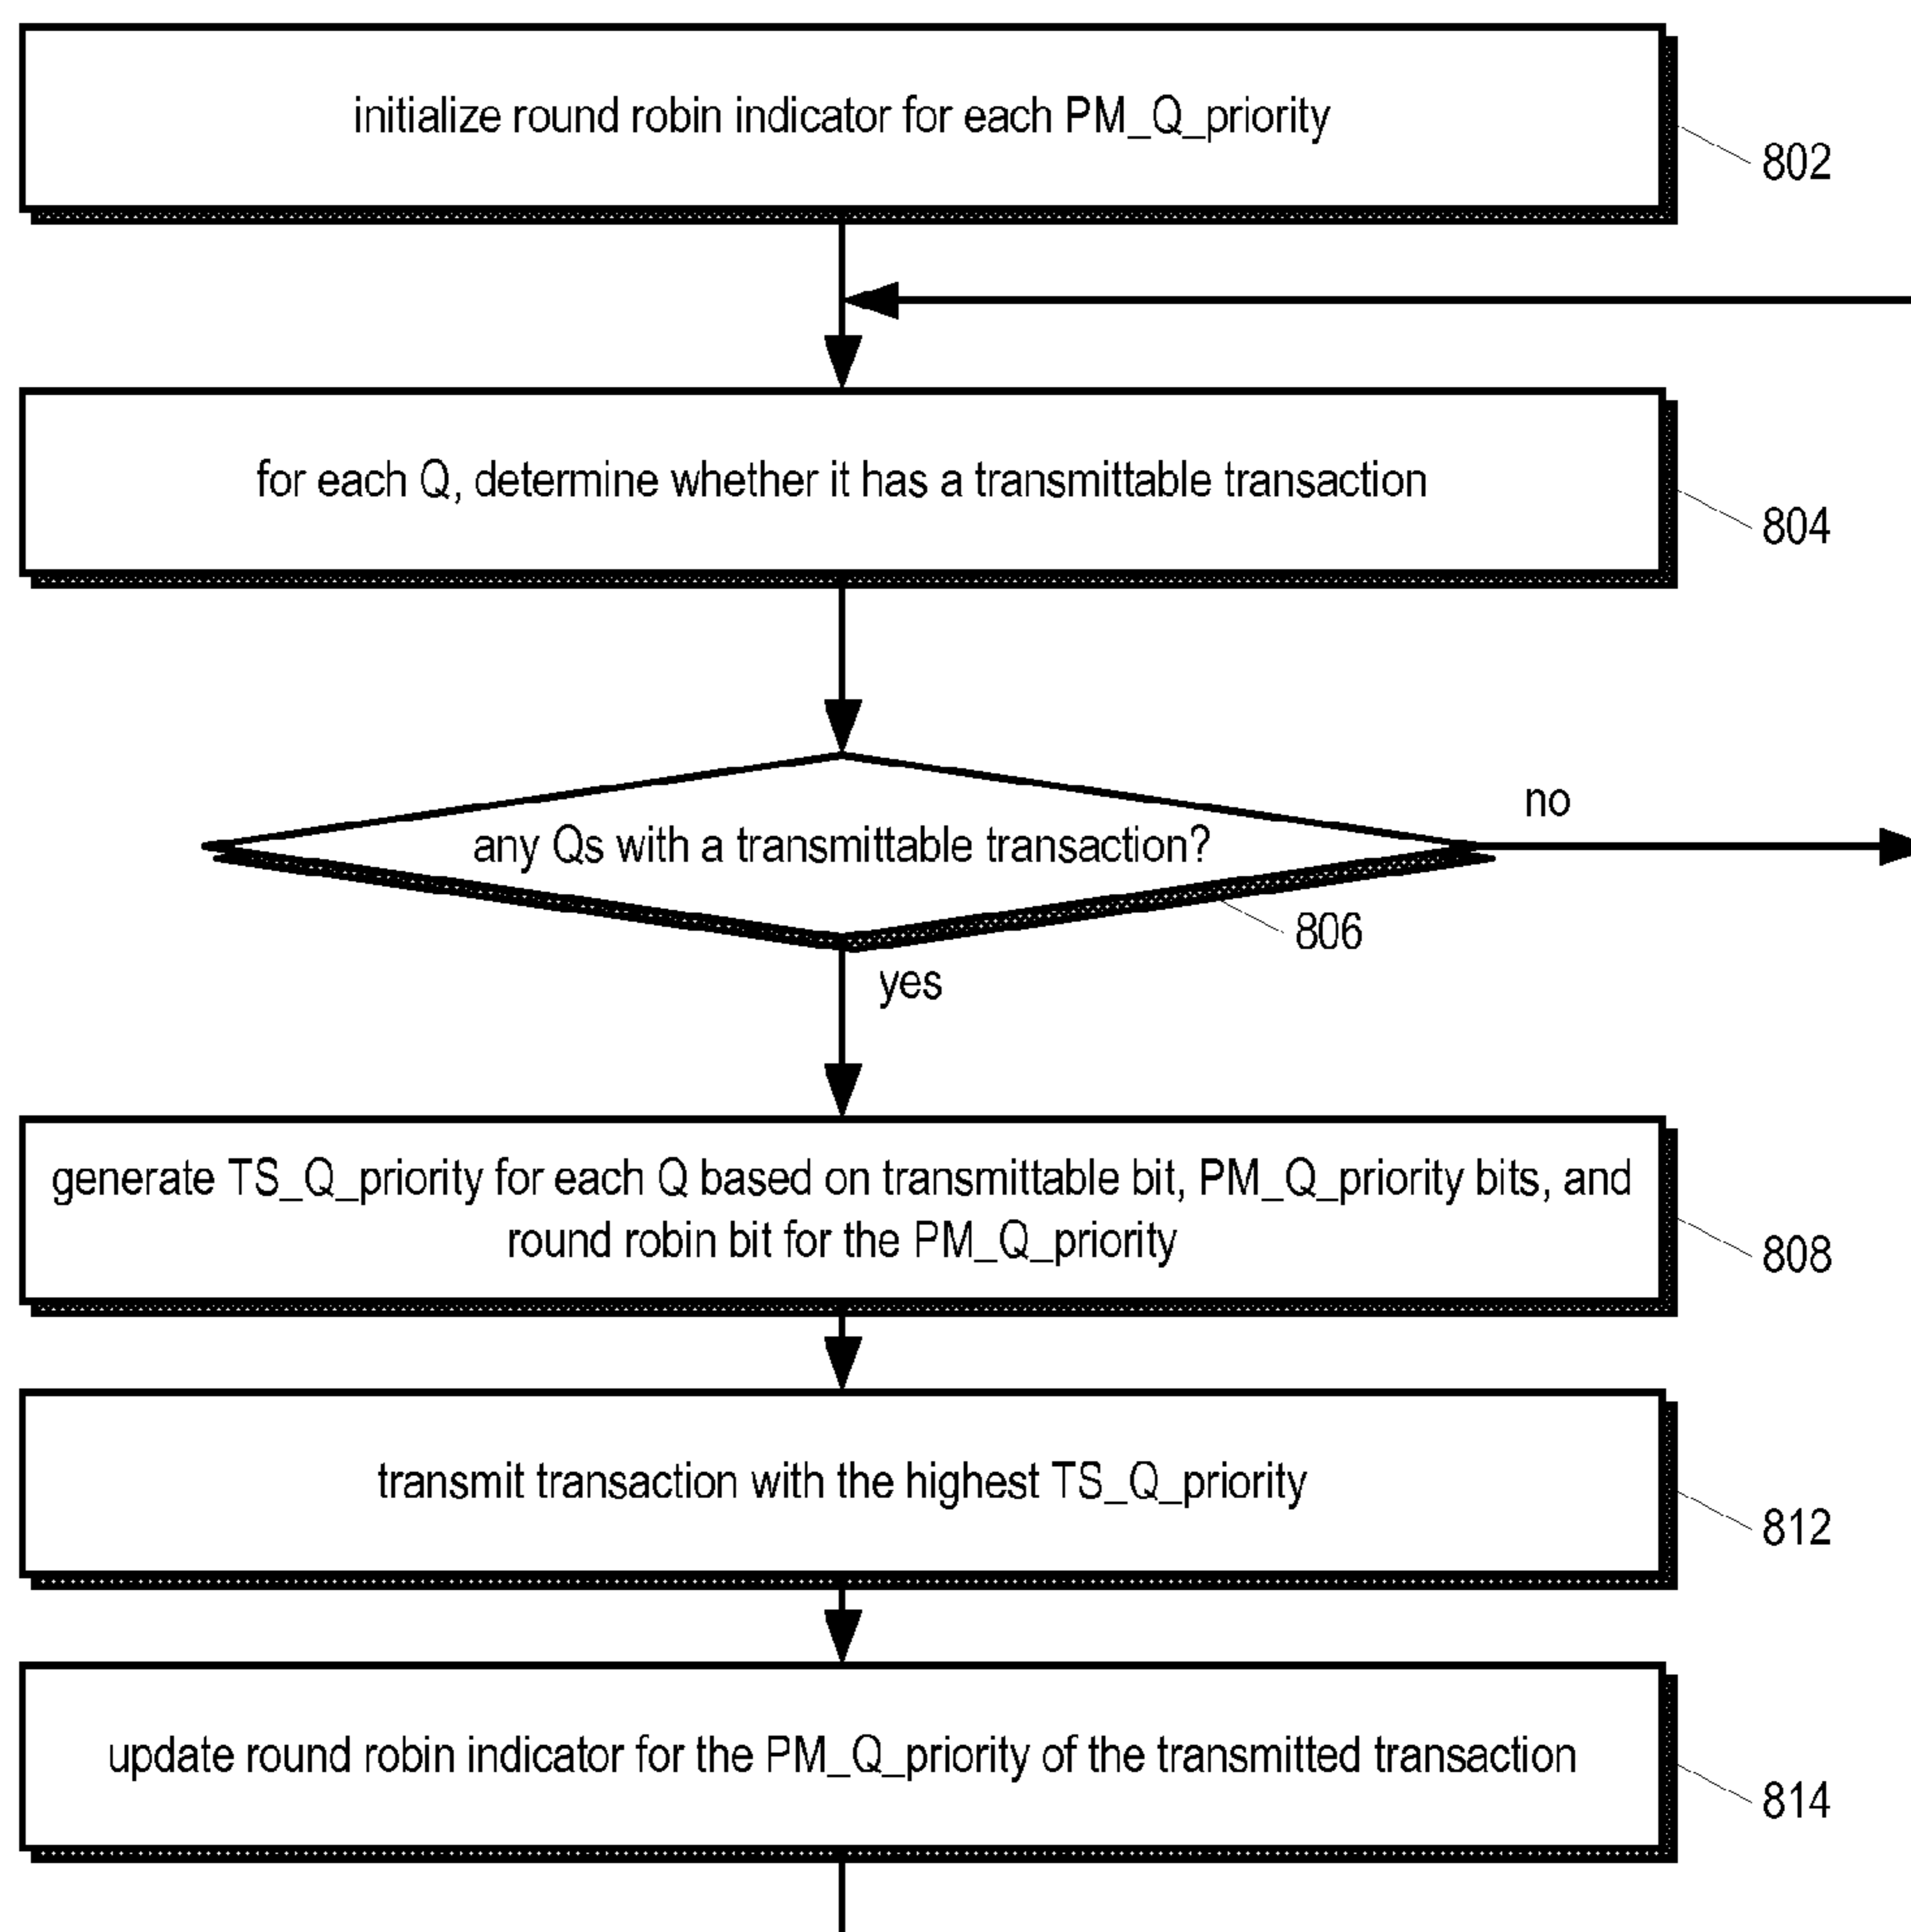 initialize round robin indicator for each PM_Q_priority
802
for each Q, determine whether it has a transmittable transaction
804
any Qs with a transmittable transaction?
no
806
yes
generate TS_Q_priority for each Q based on transmittable bit, PM_Q_priority bits, and
round robin bit for the PM_Q_priority
808
transmit transaction with the highest TS_Q_priority
812
update round robin indicator for the PM_Q_priority of the transmitted transaction
814